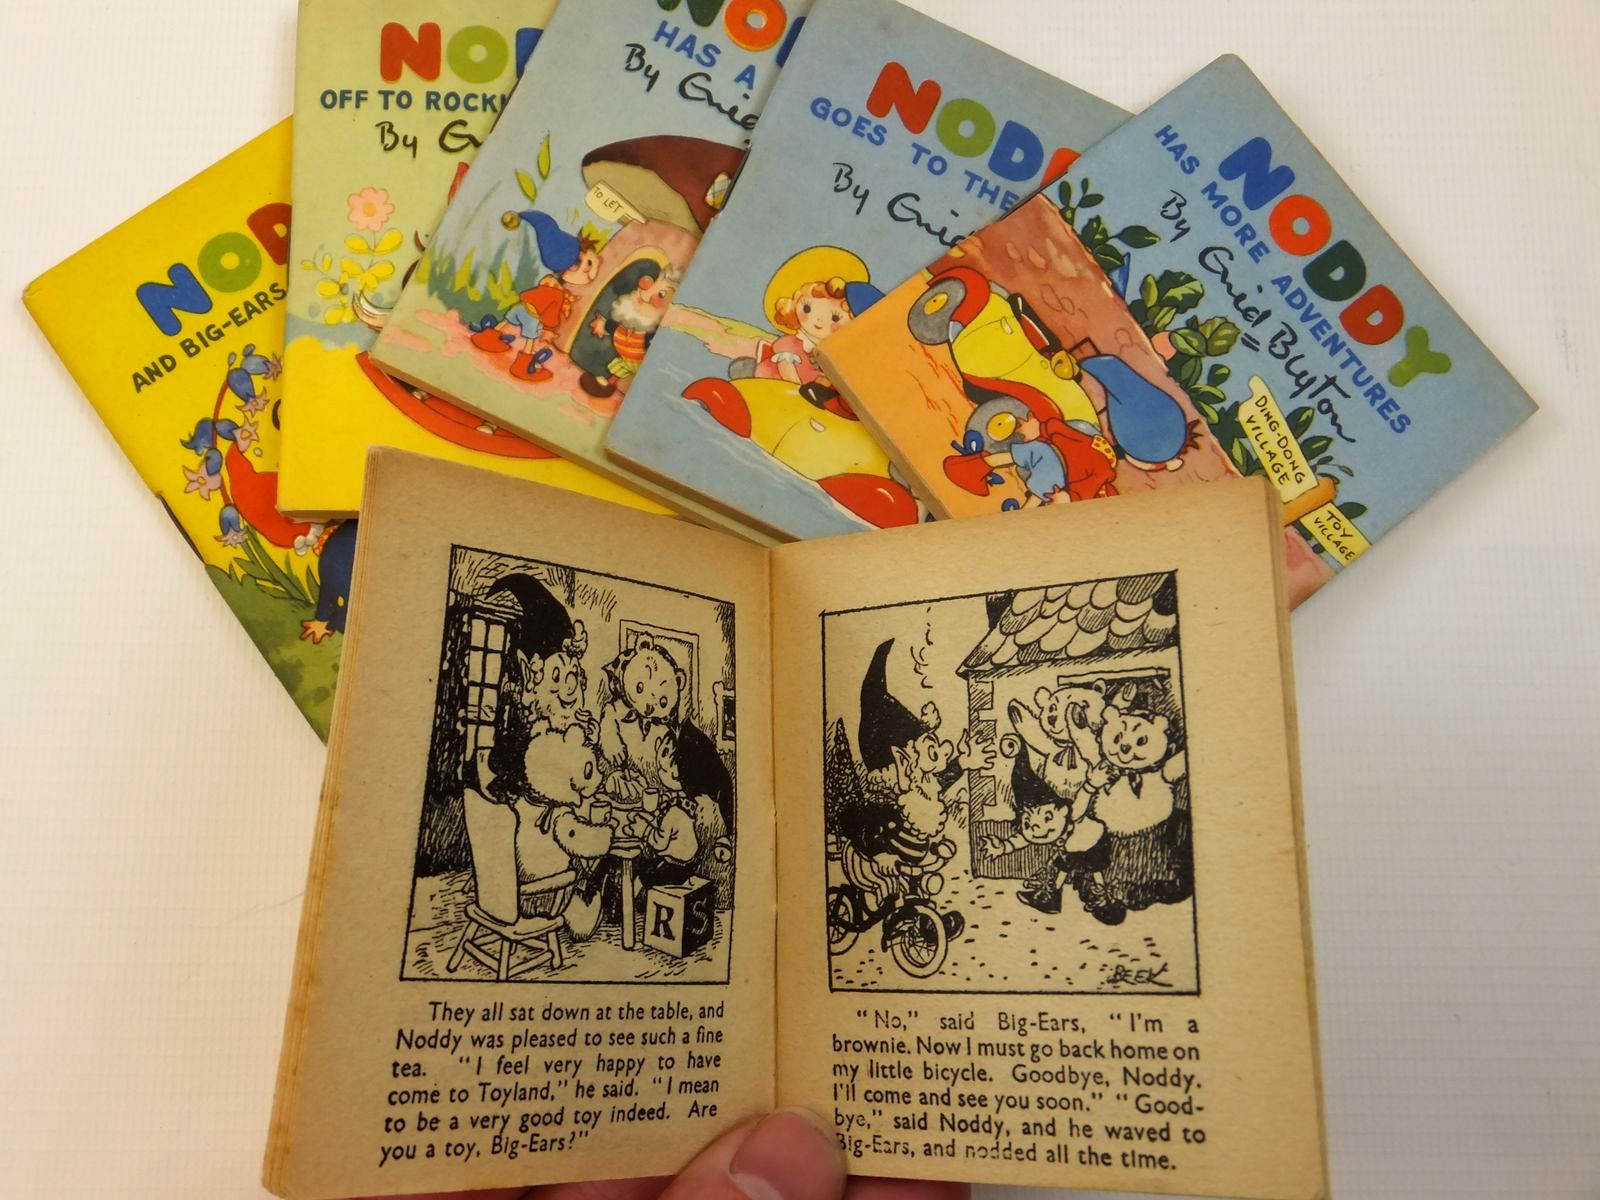 NOD
AND BIG-EARS
NO
OFF TO
By
NO
HAS A
By Enid
TO LET
NOD
GOES TO THE
By Enid
NODDY
HAS MORE ADVENTURES
By Enid Blyton
DING-DONG
VILLAGE
TOY
VILLAGE
R S
They all sat down at the table, and
Noddy was pleased to see such a fine
tea. "I feel very happy to have
come to Toyland," he said. "I mean
to be a very good toy indeed. Are
you a toy, Big-Ears?"
BEEK
"No," said Big-Ears, "I'm a
brownie. Now I must go back home on
my little bicycle. Goodbye, Noddy.
I'll come and see you soon." "Good-
bye," said Noddy, and he waved to
Big-Ears, and nodded all the time.